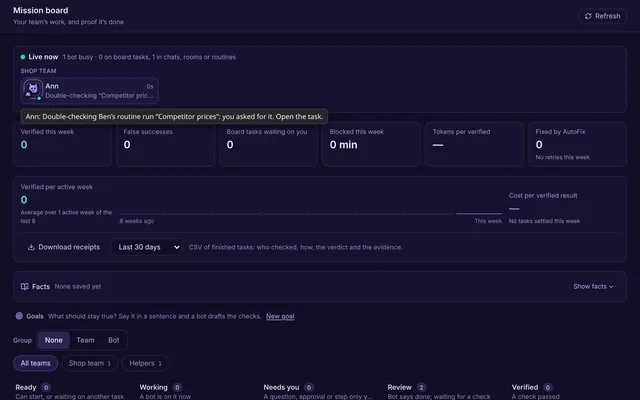 Mission board
Your team's work, and proof it's done
Refresh
Live now 1 bot busy · 0 on board tasks, 1 in chats, rooms or routines
SHOP TEAM
Ann 0s
Double-checking "Competitor pric...
Ann: Double-checking Ben's routine run "Competitor prices": you asked for it. Open the task.
Verified this week
0
False successes
0
Board tasks waiting on you
0
Blocked this week
0 min
Tokens per verified
—
Fixed by AutoFix
0
No retries this week
Verified per active week
0
Average over 1 active week of the last 8
8 weeks ago
This week
Cost per verified result
—
No tasks settled this week
Download receipts
Last 30 days
CSV of finished tasks: who checked, how, the verdict and the evidence.
Facts None saved yet
Show facts
Goals What should stay true? Say it in a sentence and a bot drafts the checks. New goal
Group None Team Bot
All teams Shop team 1 Helpers 1
Ready 0
Can start, or waiting on another task
Working 0
A bot is on it now
Needs you 0
A question, approval or step only y...
Review 2
Bot says done; waiting for a check
Verified 0
A check passed